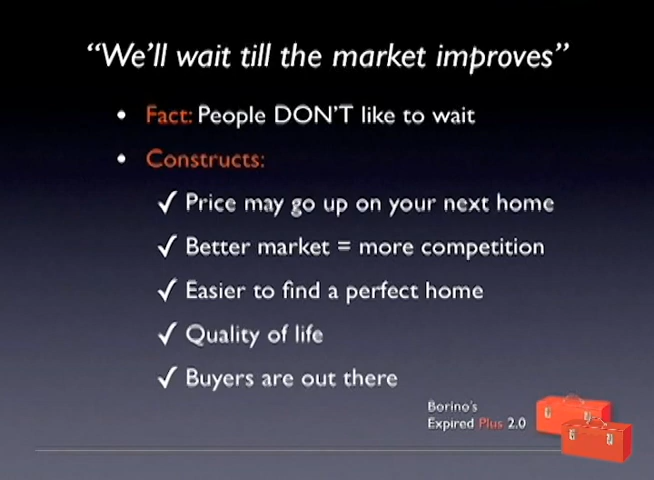 “We’ll wait till the market improves”
• Fact: People DON’T like to wait
• Constructs:
✓ Price may go up on your next home
✓ Better market = more competition
✓ Easier to find a perfect home
✓ Quality of life
✓ Buyers are out there
Borino’s
Expired Plus 2.0